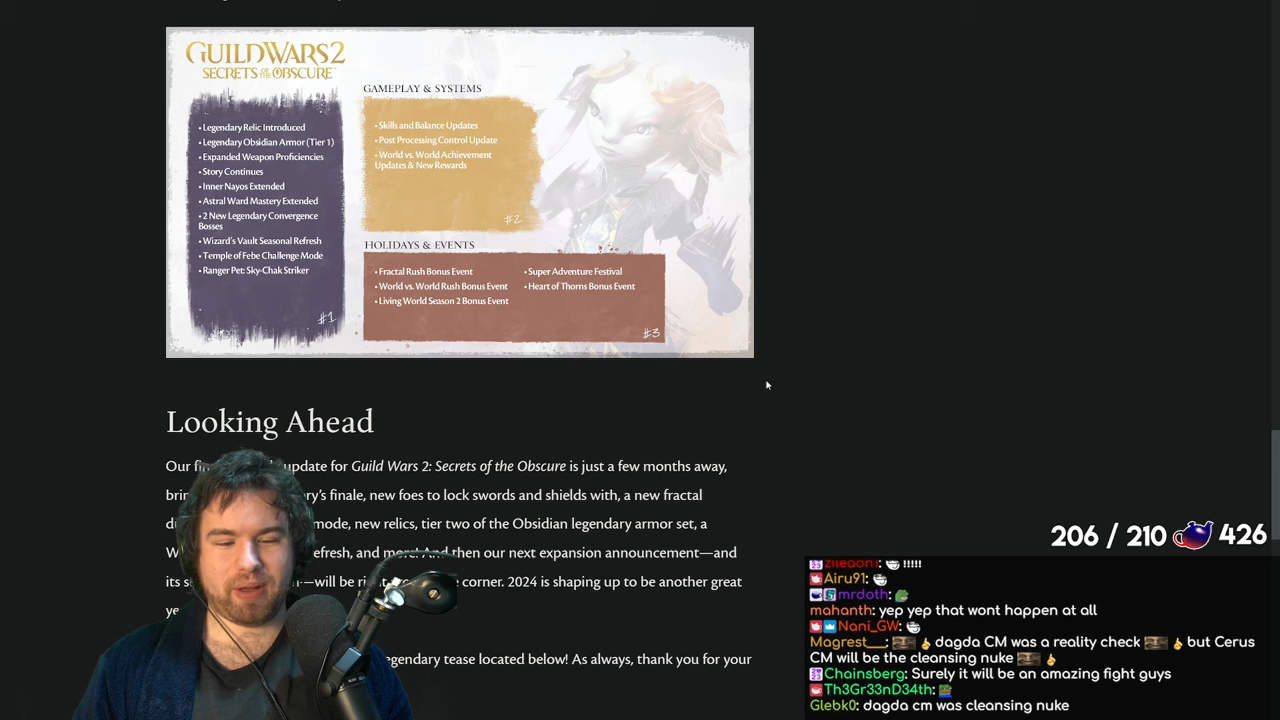 GUILD WARS 2
SECRETS OF THE OBSCURE
• Legendary Relic Introduced
• Legendary Obsidian Armor (Tier 1)
• Expanded Weapon Proficiencies
• Story Continues
• Inner Nayos Extended
• Astral Ward Mastery Extended
• 2 New Legendary Convergence
Bosses
• Wizard's Vault Seasonal Refresh
• Temple of Febe Challenge Mode
• Ranger Pet: Sky-Chak Striker
#1
GAMEPLAY & SYSTEMS
• Skills and Balance Updates
• Post Processing Control Update
• World vs. World Achievement
Updates & New Rewards
#2
HOLIDAYS & EVENTS
• Fractal Rush Bonus Event
• World vs. World Rush Bonus Event
• Living World Season 2 Bonus Event
• Super Adventure Festival
• Heart of Thorns Bonus Event
#3
Looking Ahead
Our update for Guild Wars 2: Secrets of the Obscure is just a few months away,
finale, new foes to lock swords and shields with, a new fractal
mode, new relics, tier two of the Obsidian legendary armor set, a
and more! And then our next expansion announcement—and
its corner. 2024 is shaping up to be another great
legendary tease located below! As always, thank you for your
206 / 210 426
zileaon1: !!!!!
Airu91:
mrdoth:
mahanth: yep yep that wont happen at all
Nani_GW:
Magrest__: dagda CM was a reality check but Cerus
CM will be the cleansing nuke
Chainsberg: Surely it will be an amazing fight guys
Th3Gr33nD34th:
Glebk0: dagda cm was cleansing nuke